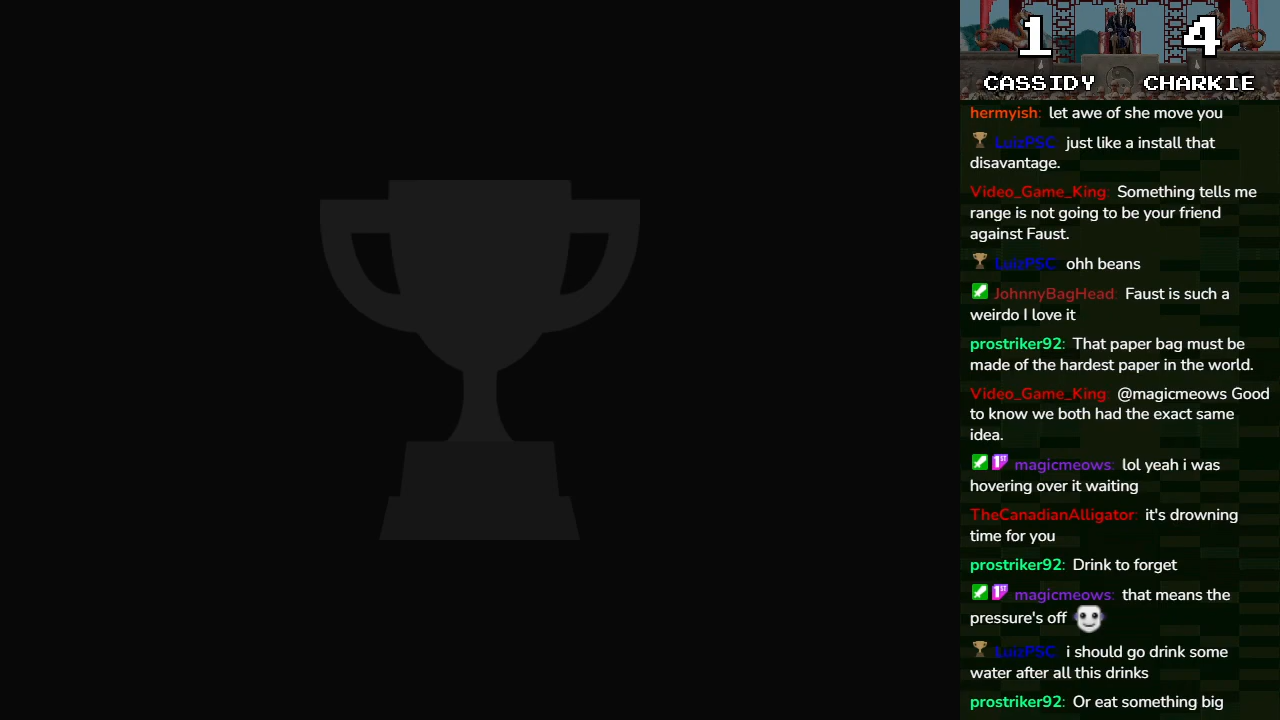 1 4
CASSIDY CHARKIE
hermyish: let awe of she move you
LuizPSC: just like a install that
disavantage.
Video_Game_King: Something tells me
range is not going to be your friend
against Faust.
LuizPSC: ohh beans
JohnnyBagHead: Faust is such a
weirdo I love it
prostriker92: That paper bag must be
made of the hardest paper in the world.
Video_Game_King: @magicmeows Good
to know we both had the exact same
idea.
1ST magicmeows: lol yeah i was
hovering over it waiting
TheCanadianAlligator: it's drowning
time for you
prostriker92: Drink to forget
1ST magicmeows: that means the
pressure's off
LuizPSC: i should go drink some
water after all this drinks
prostriker92: Or eat something big